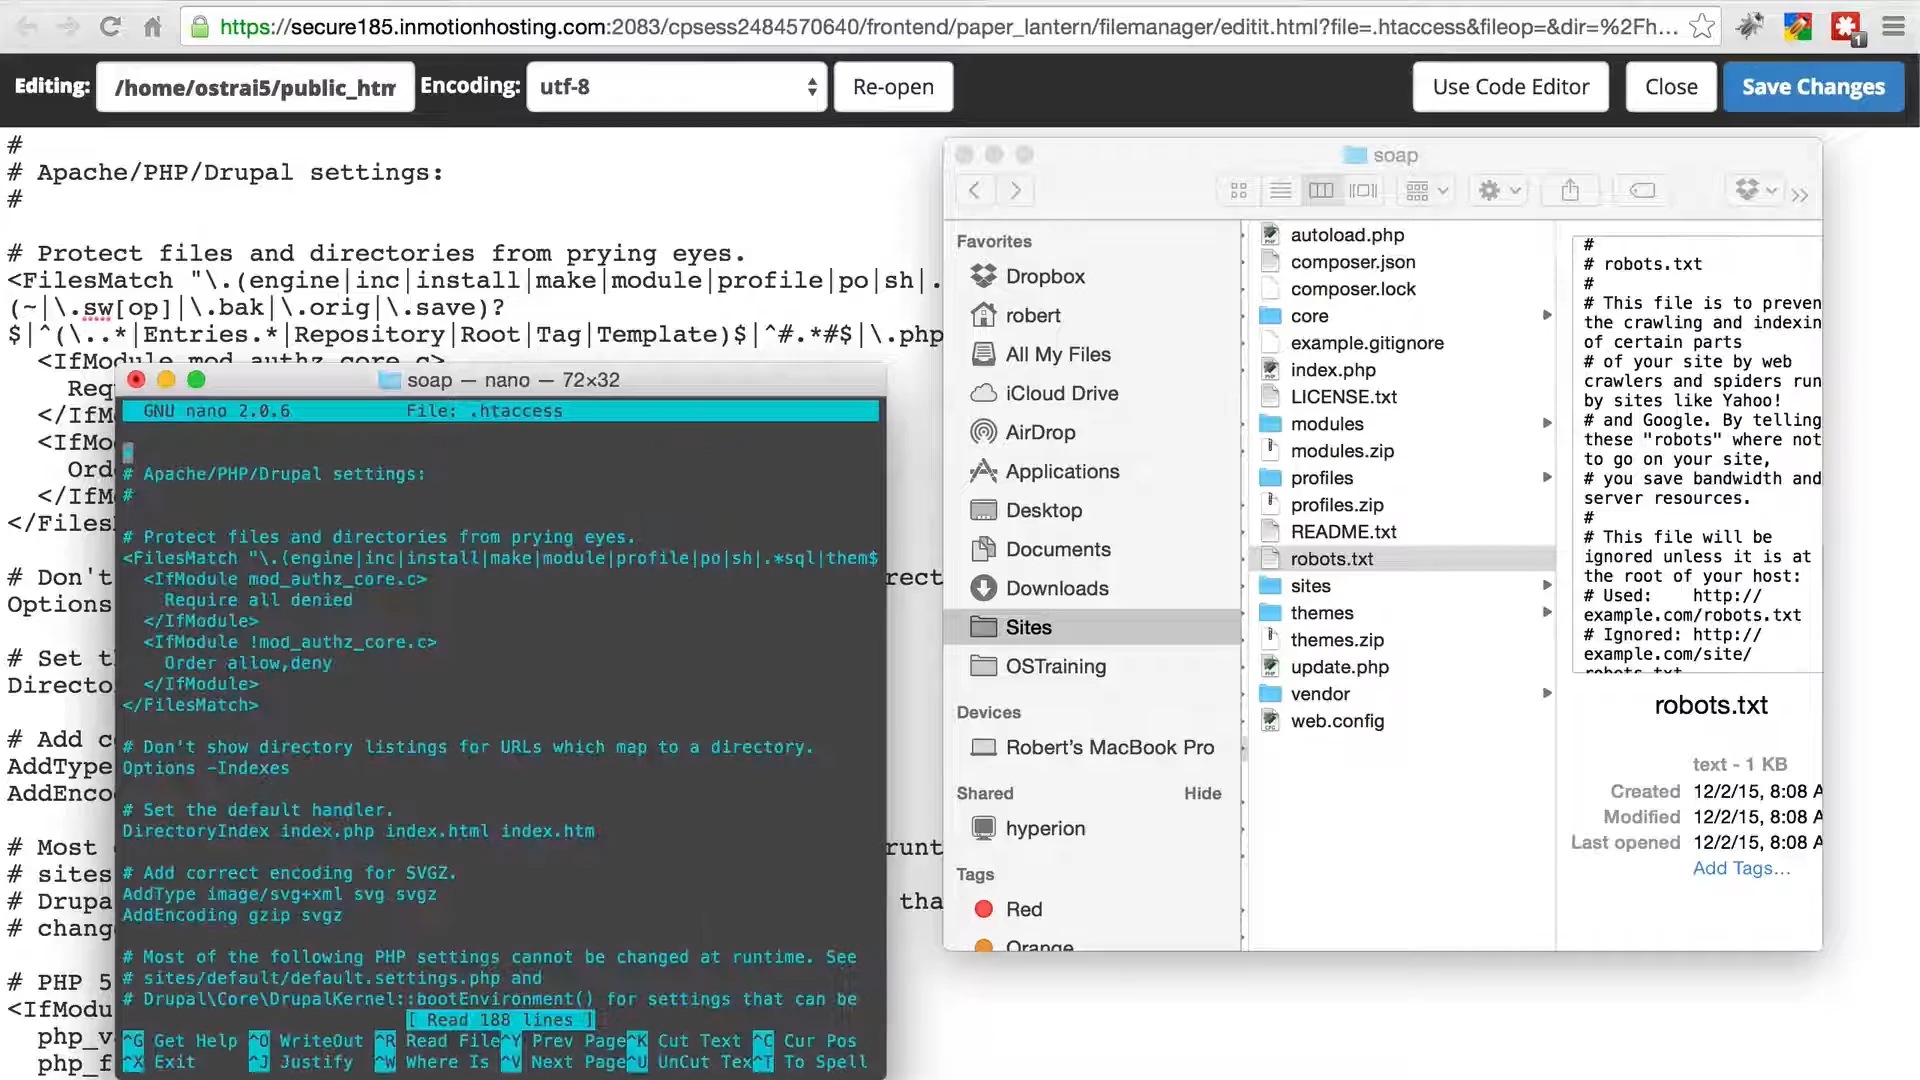 https://secure185.inmotionhosting.com:2083/cpsess2484570640/frontend/paper_lantern/filemanager/editit.html?file=.htaccess&fileop=&dir=%2Fh...
1
Editing: /home/ostrai5/public_htm Encoding: utf-8 Re-open Use Code Editor Close Save Changes
#
# Apache/PHP/Drupal settings:
#
# Protect files and directories from prying eyes.
<FilesMatch "\.(engine|inc|install|make|module|profile|po|sh|.
(~|\.sw[op]|\.bak|\.orig|\.save)?
$|^(\..*|Entries.*|Repository|Root|Tag|Template)$|^#.*#$|\.php
<IfModule mod_authz_core.c>
Req
</IfM
<IfMo
Orde
</IfM
</Files
# Don't
Options
# Set th
Directo
# Add c
AddType
AddEnco
# Most
# sites
# Drupa
# chang
# PHP 5
<IfModu
php_v
php_f
rect
runt
tha
soap — nano — 72×32
GNU nano 2.0.6 File: .htaccess
# Apache/PHP/Drupal settings:
#
# Protect files and directories from prying eyes.
<FilesMatch "\.(engine|inc|install|make|module|profile|po|sh|.*sql|them$
<IfModule mod_authz_core.c>
Require all denied
</IfModule>
<IfModule !mod_authz_core.c>
Order allow,deny
</IfModule>
</FilesMatch>
# Don't show directory listings for URLs which map to a directory.
Options -Indexes
# Set the default handler.
DirectoryIndex index.php index.html index.htm
# Add correct encoding for SVGZ.
AddType image/svg+xml svg svgz
AddEncoding gzip svgz
# Most of the following PHP settings cannot be changed at runtime. See
# sites/default/default.settings.php and
# Drupal\Core\DrupalKernel::bootEnvironment() for settings that can be
[ Read 188 lines ]
^G Get Help ^O WriteOut ^R Read File ^Y Prev Page ^K Cut Text ^C Cur Pos
^X Exit ^J Justify ^W Where Is ^V Next Page ^U UnCut Tex ^T To Spell
soap
Favorites
Dropbox
robert
All My Files
iCloud Drive
AirDrop
Applications
Desktop
Documents
Downloads
Sites
OSTraining
Devices
Robert's MacBook Pro
Shared Hide
hyperion
Tags
Red
Orange
autoload.php
composer.json
composer.lock
core
example.gitignore
index.php
LICENSE.txt
modules
modules.zip
profiles
profiles.zip
README.txt
robots.txt
sites
themes
themes.zip
update.php
vendor
web.config
#
# robots.txt
#
# This file is to preven
the crawling and indexin
of certain parts
# of your site by web
crawlers and spiders run
by sites like Yahoo!
# and Google. By telling
these "robots" where not
to go on your site,
# you save bandwidth and
server resources.
#
# This file will be
ignored unless it is at
the root of your host:
# Used: http://
example.com/robots.txt
# Ignored: http://
example.com/site/
robots.txt
robots.txt
text - 1 KB
Created 12/2/15, 8:08 A
Modified 12/2/15, 8:08 A
Last opened 12/2/15, 8:08 A
Add Tags...